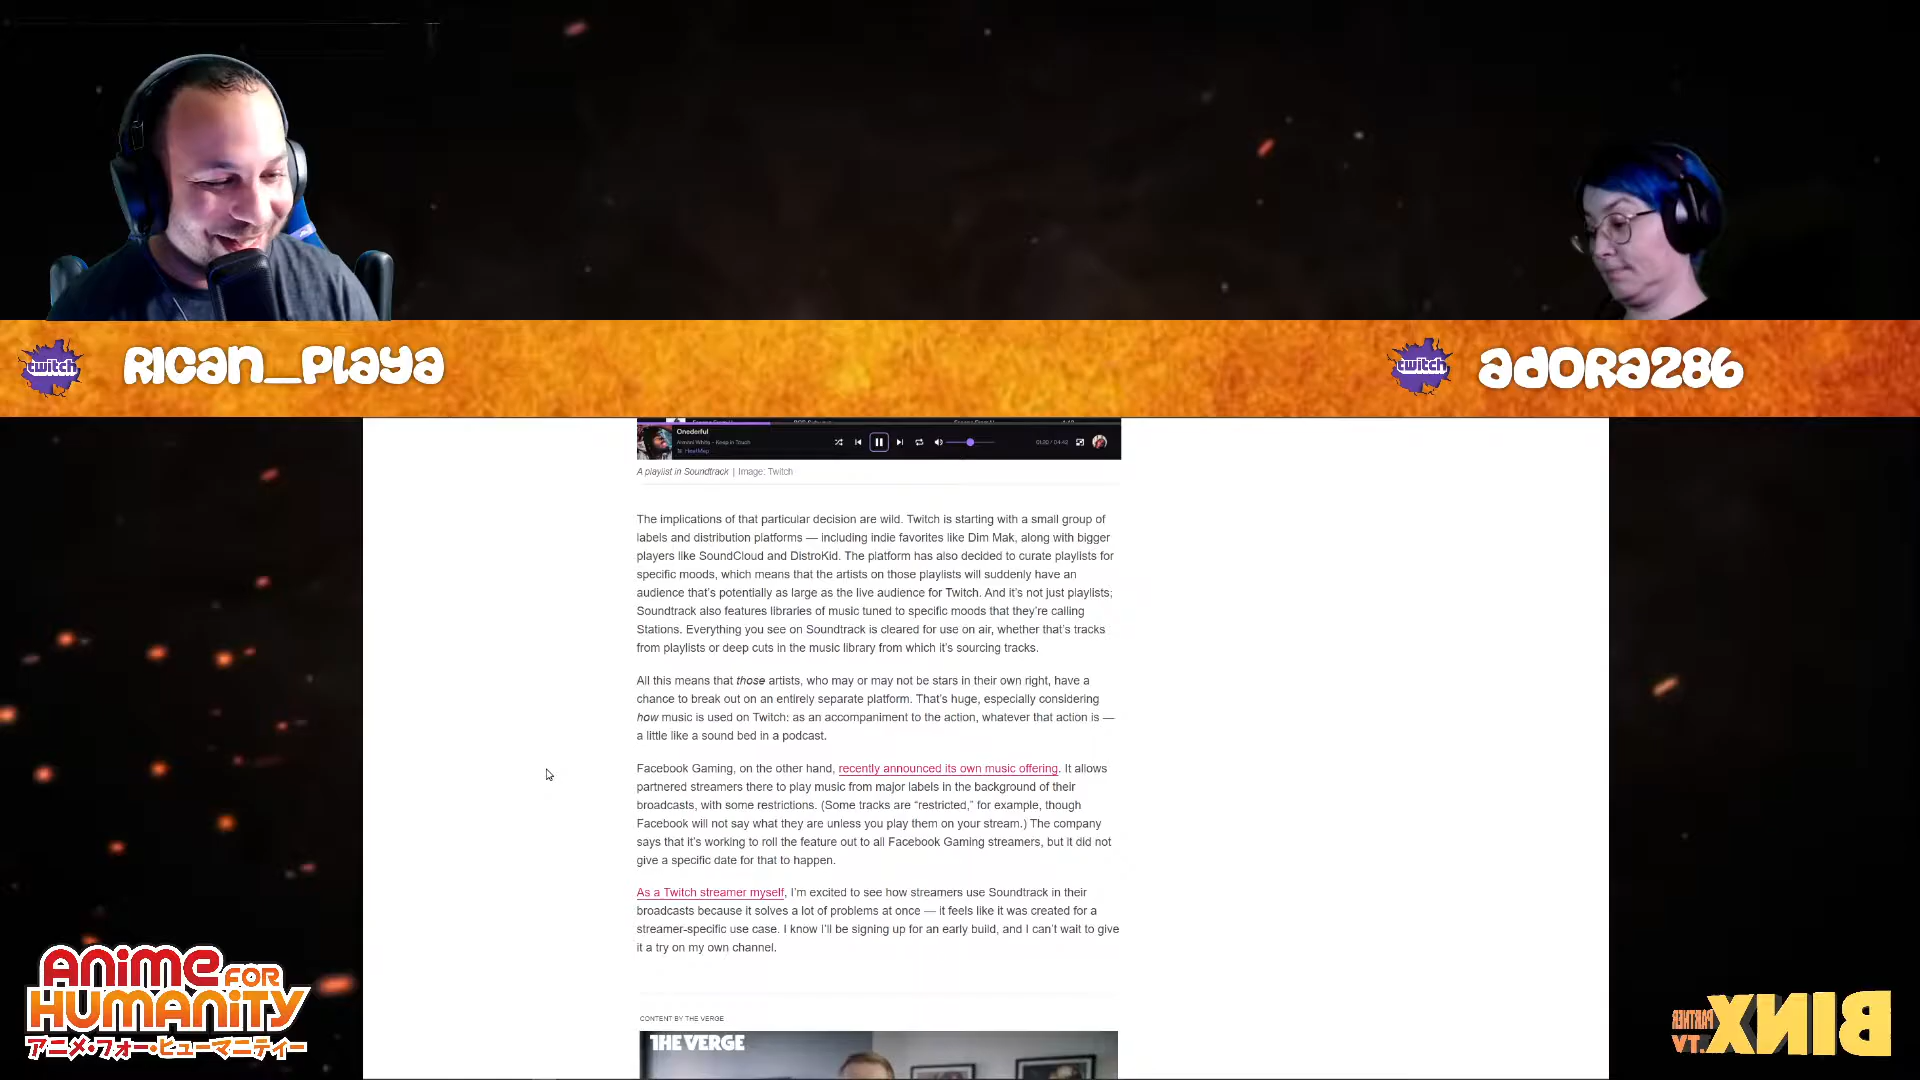 twitch
Rican_Playa
twitch
adora286
Onederful
Keep in Touch
01:30 / 04:42
A playlist in Soundtrack | Image: Twitch
The implications of that particular decision are wild. Twitch is starting with a small group of
labels and distribution platforms — including indie favorites like Dim Mak, along with bigger
players like SoundCloud and DistroKid. The platform has also decided to curate playlists for
specific moods, which means that the artists on those playlists will suddenly have an
audience that’s potentially as large as the live audience for Twitch. And it’s not just playlists;
Soundtrack also features libraries of music tuned to specific moods that they’re calling
Stations. Everything you see on Soundtrack is cleared for use on air, whether that’s tracks
from playlists or deep cuts in the music library from which it’s sourcing tracks.
All this means that those artists, who may or may not be stars in their own right, have a
chance to break out on an entirely separate platform. That’s huge, especially considering
how music is used on Twitch: as an accompaniment to the action, whatever that action is —
a little like a sound bed in a podcast.
Facebook Gaming, on the other hand, recently announced its own music offering. It allows
partnered streamers there to play music from major labels in the background of their
broadcasts, with some restrictions. (Some tracks are “restricted,” for example, though
Facebook will not say what they are unless you play them on your stream.) The company
says that it’s working to roll the feature out to all Facebook Gaming streamers, but it did not
give a specific date for that to happen.
As a Twitch streamer myself, I’m excited to see how streamers use Soundtrack in their
broadcasts because it solves a lot of problems at once — it feels like it was created for a
streamer-specific use case. I know I’ll be signing up for an early build, and I can’t wait to give
it a try on my own channel.
CONTENT BY THE VERGE
THE VERGE
Anime FOR
HUMANITY
アニメ・フォー・ヒューマニティー
BINX
.TV
PARTNER